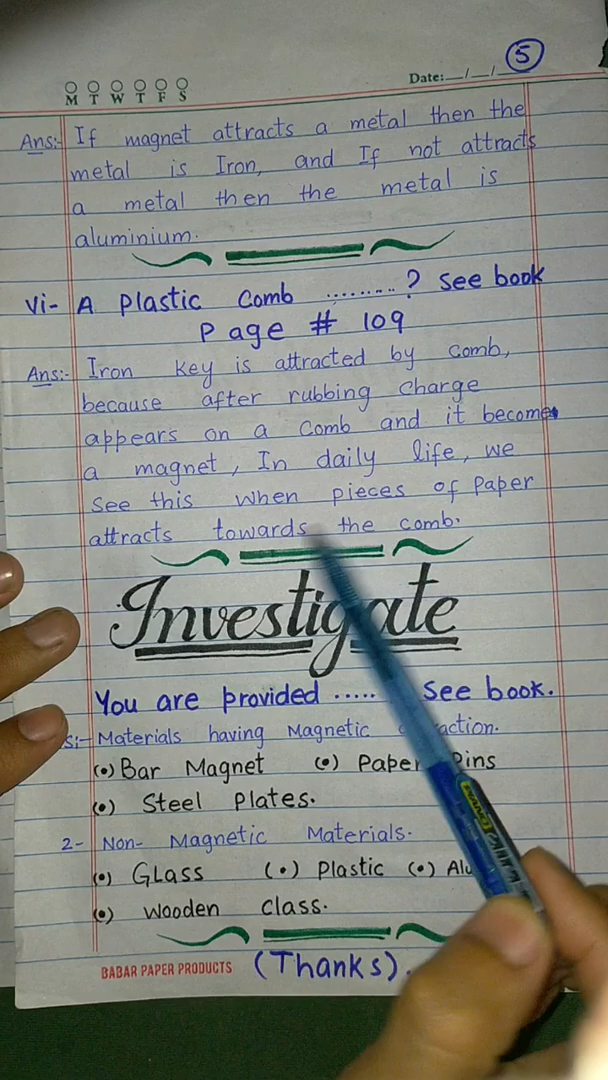 5
Date:__/__/__
M T W T F S
Ans:- If magnet attracts a metal then the
metal is Iron, and If not attracts
a metal then the metal is
aluminium.
Vi- A Plastic Comb ......... ? See book
Page # 109
Ans:- Iron Key is attracted by comb,
because after rubbing charge
appears on a Comb and it becomes
a magnet, In daily life, we
See this when pieces of Paper
attracts towards the comb.
Investigate
You are provided ..... See book.
S:- Materials having Magnetic
(•) Bar Magnet (•) Paper Pins
(•) Steel Plates.
2- Non- Magnetic Materials.
(•) Glass (•) Plastic (•)
(•) Wooden class.
BABAR PAPER PRODUCTS (Thanks).